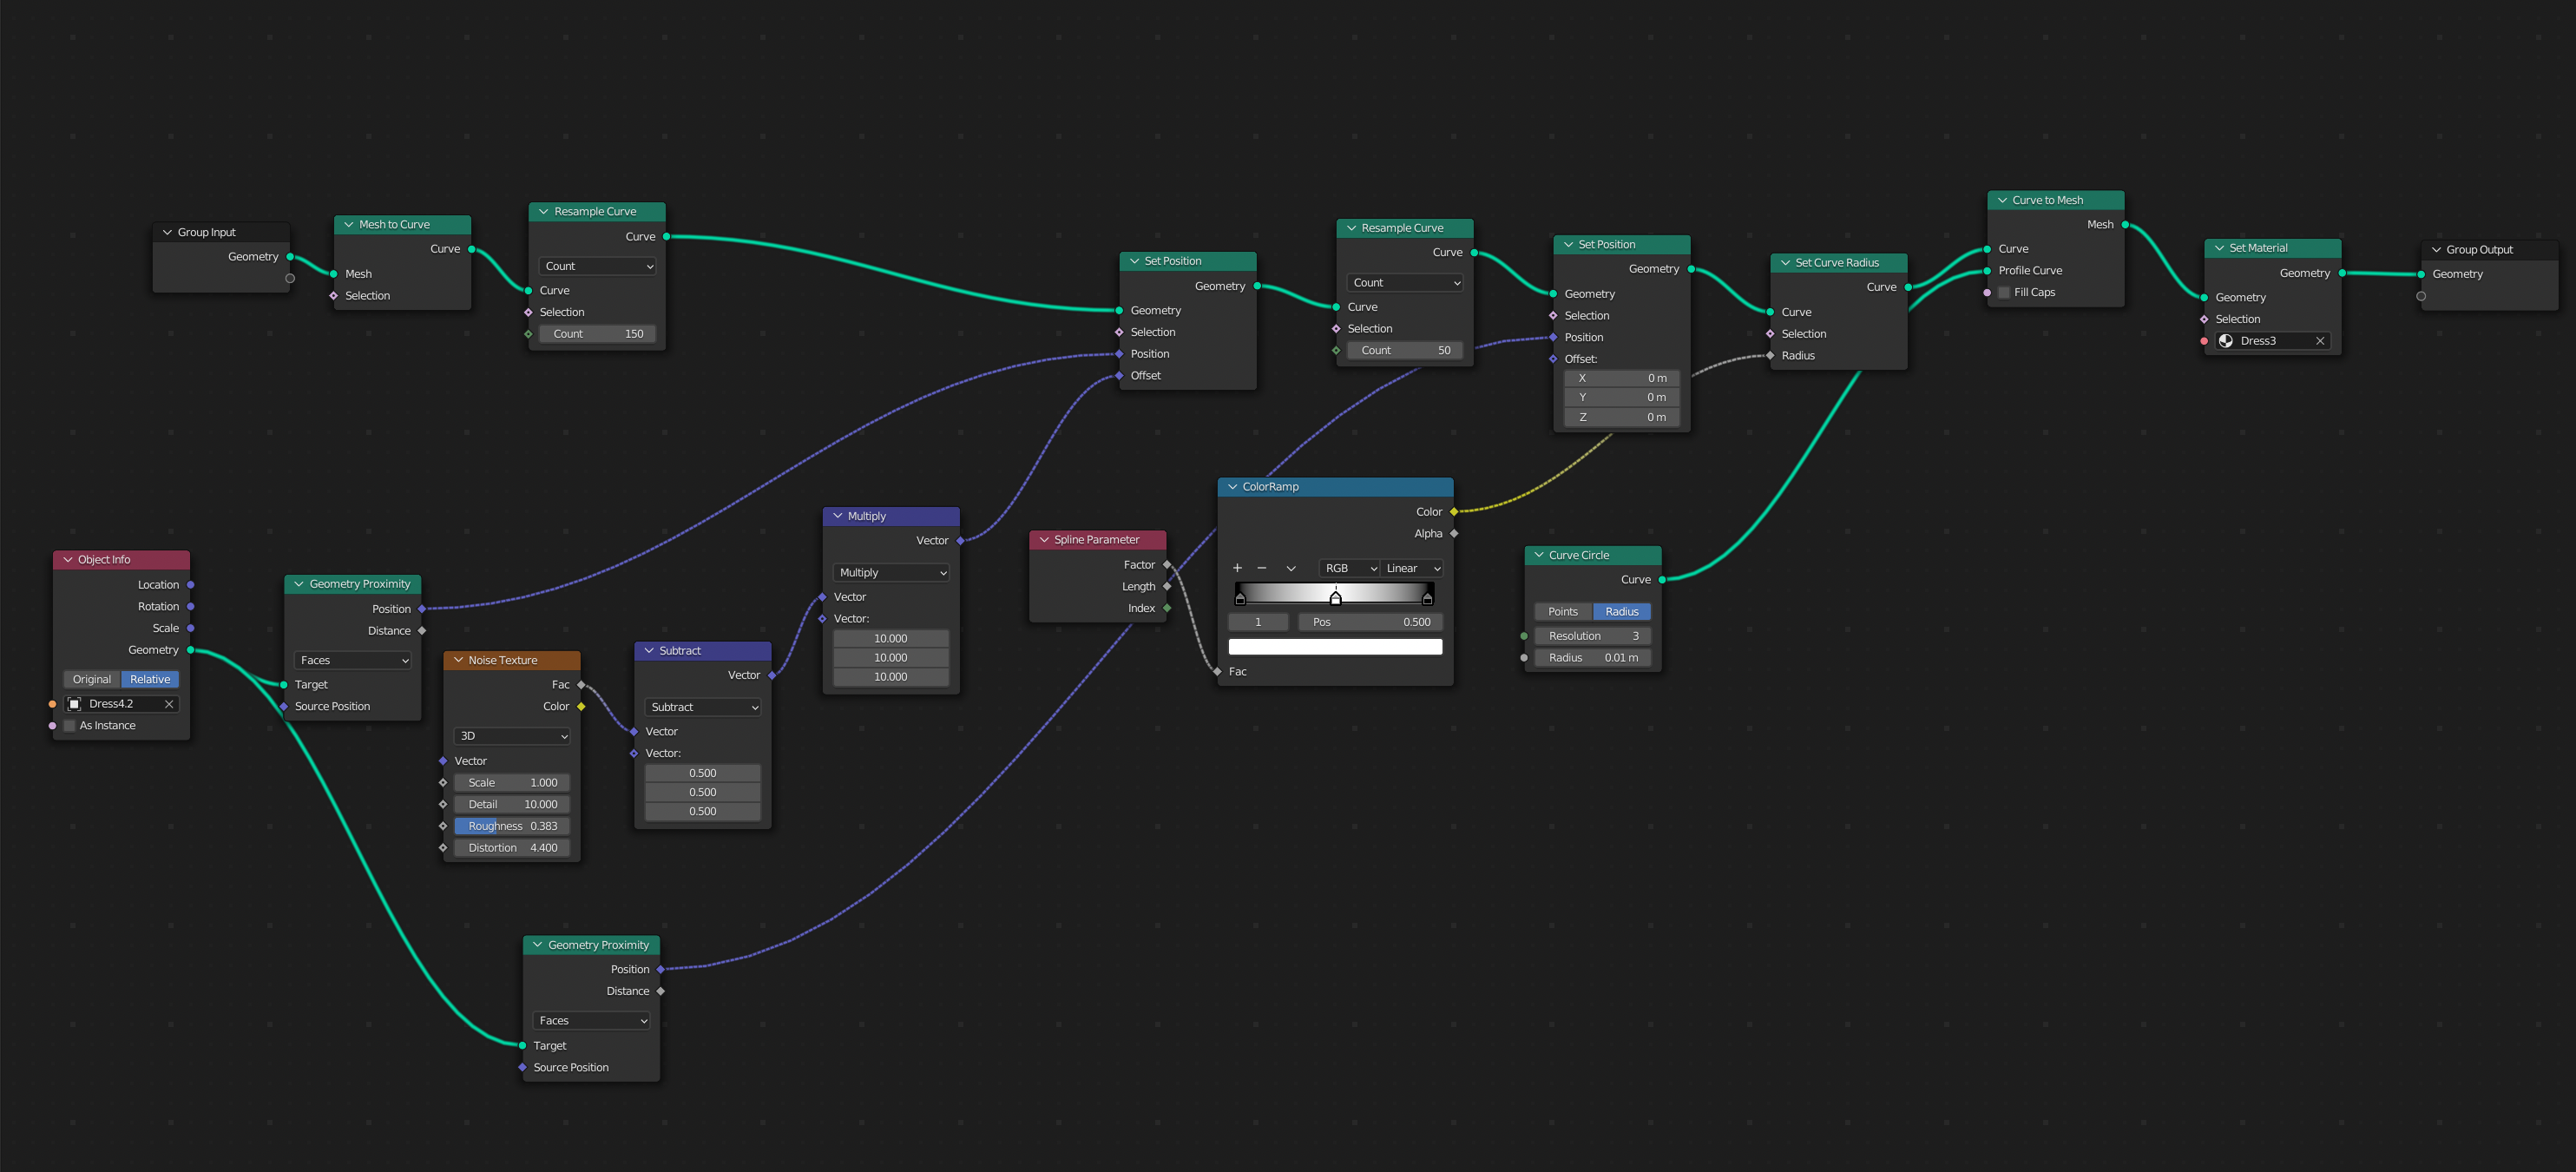 Group Input
Geometry
Mesh to Curve
Curve
Mesh
Selection
Resample Curve
Curve
Count
Curve
Selection
Count 150
Set Position
Geometry
Geometry
Selection
Position
Offset
Resample Curve
Curve
Count
Curve
Selection
Count 50
Set Position
Geometry
Geometry
Selection
Position
Offset:
X 0 m
Y 0 m
Z 0 m
Set Curve Radius
Curve
Curve
Selection
Radius
Curve to Mesh
Mesh
Curve
Profile Curve
Fill Caps
Set Material
Geometry
Geometry
Selection
Dress3
Group Output
Geometry
Object Info
Location
Rotation
Scale
Geometry
Original Relative
Dress4.2
As Instance
Geometry Proximity
Position
Distance
Faces
Target
Source Position
Noise Texture
Fac
Color
3D
Vector
Scale 1.000
Detail 10.000
Roughness 0.383
Distortion 4.400
Subtract
Vector
Subtract
Vector
Vector:
0.500
0.500
0.500
Multiply
Vector
Multiply
Vector
Vector:
10.000
10.000
10.000
Spline Parameter
Factor
Length
Index
ColorRamp
Color
Alpha
RGB Linear
1 Pos 0.500
Fac
Curve Circle
Curve
Points Radius
Resolution 3
Radius 0.01 m
Geometry Proximity
Position
Distance
Faces
Target
Source Position